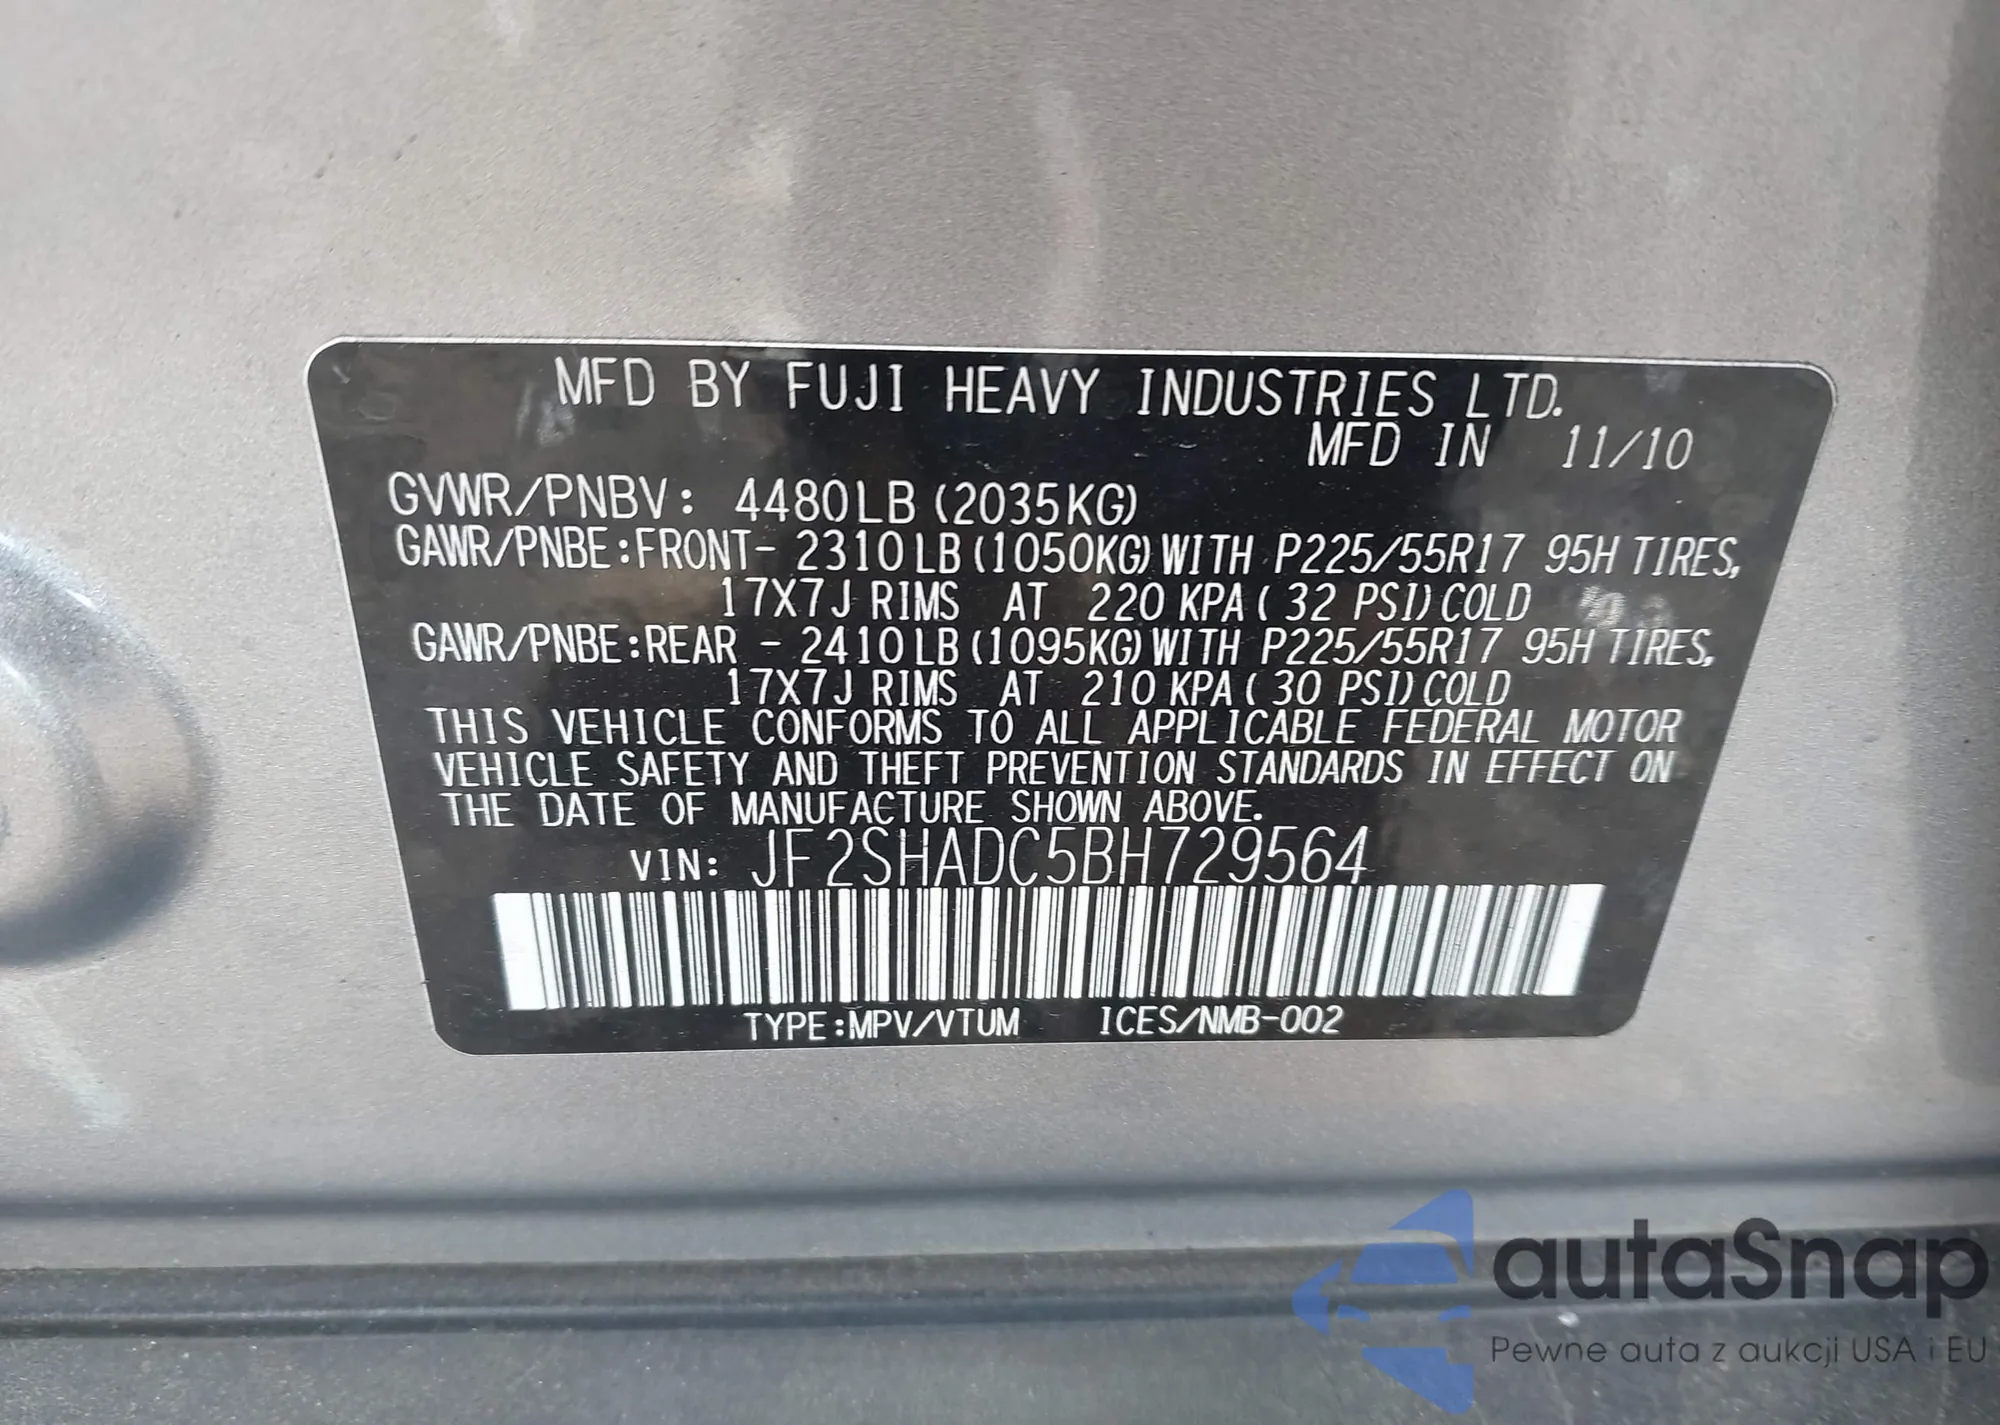 MFD BY FUJI HEAVY INDUSTRIES LTD.
MFD IN 11/10
GVWR/PNBV: 4480LB (2035KG)
GAWR/PNBE:FRONT- 2310LB(1050KG)WITH P225/55R17 95H TIRES,
17X7J RIMS AT 220 KPA( 32 PSI)COLD
GAWR/PNBE:REAR - 2410LB(1095KG)WITH P225/55R17 95H TIRES,
17X7J RIMS AT 210 KPA( 30 PSI)COLD
THIS VEHICLE CONFORMS TO ALL APPLICABLE FEDERAL MOTOR
VEHICLE SAFETY AND THEFT PREVENTION STANDARDS IN EFFECT ON
THE DATE OF MANUFACTURE SHOWN ABOVE.
VIN: JF2SHADC5BH729564
TYPE:MPV/VTUM ICES/NMB-002
autaSnap
Pewne auta z aukcji USA i EU